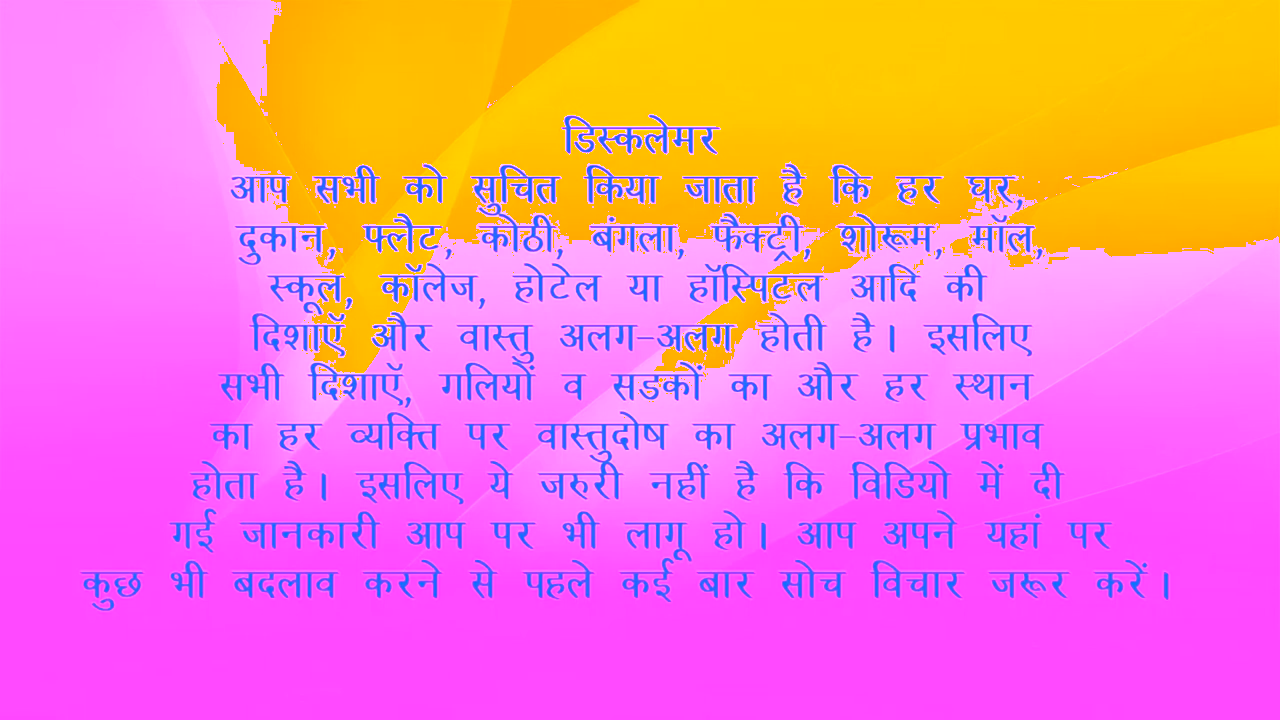 डिस्कलेमर
आप सभी को सुचित किया जाता है कि हर घर,
दुकान, फ्लैट, कोठी, बंगला, फैक्ट्री, शोरूम, मॉल,
स्कूल, कॉलेज, होटेल या हॉस्पिटल आदि की
दिशाऍ और वास्तु अलग-अलग होती है। इसलिए
सभी दिशाऍ, गलियों व सडकों का और हर स्थान
का हर व्यक्ति पर वास्तुदोष का अलग-अलग प्रभाव
होता है। इसलिए ये जरुरी नहीं है कि विडियो में दी
गई जानकारी आप पर भी लागू हो। आप अपने यहां पर
कुछ भी बदलाव करने से पहले कई बार सोच विचार जरूर करें।